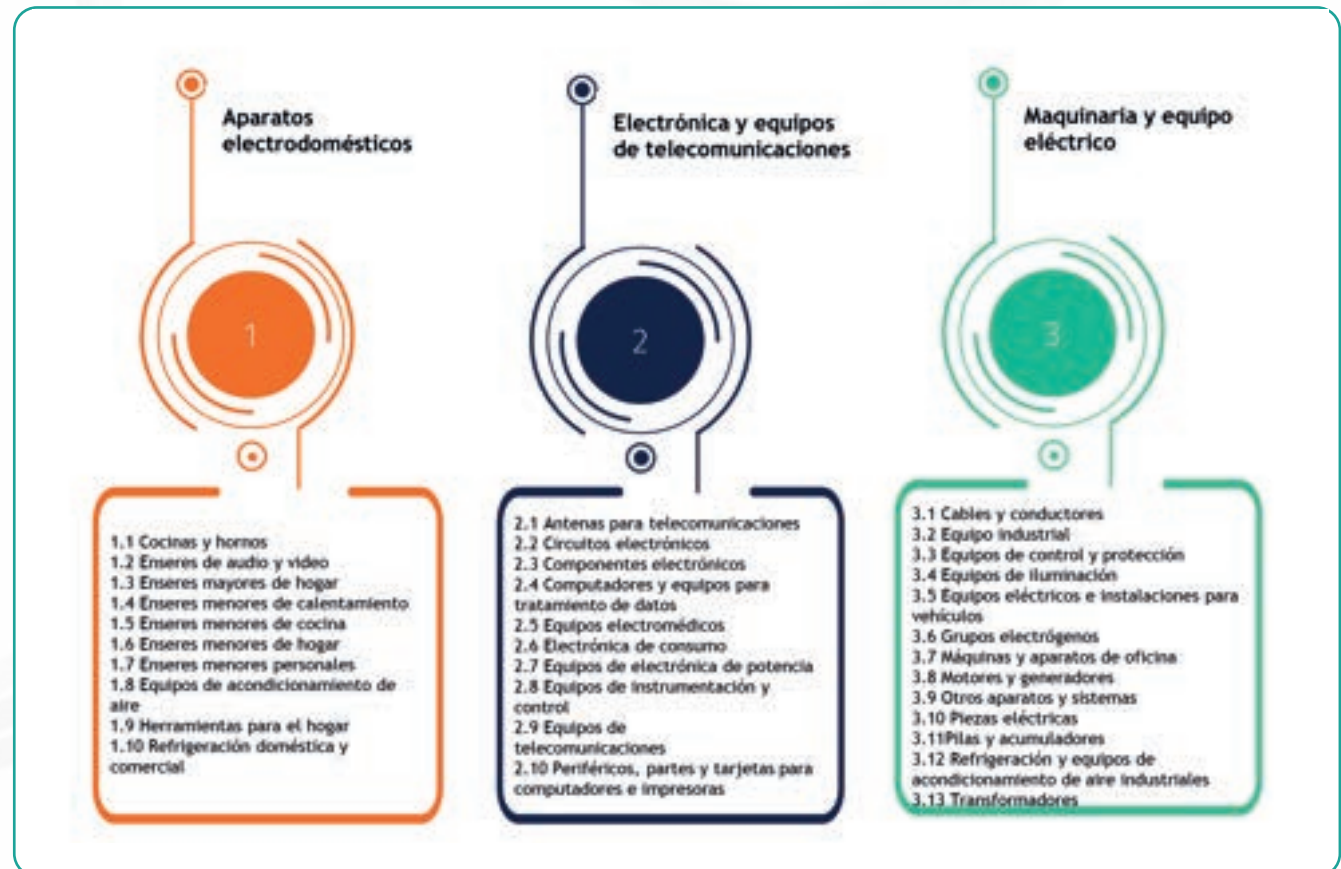 Aparatos
electrodomésticos
1
1.1 Cocinas y hornos
1.2 Enseres de audio y video
1.3 Enseres mayores de hogar
1.4 Enseres menores de calentamiento
1.5 Enseres menores de cocina
1.6 Enseres menores de hogar
1.7 Enseres menores personales
1.8 Equipos de acondicionamiento de
aire
1.9 Herramientas para el hogar
1.10 Refrigeración doméstica y
comercial
Electrónica y equipos
de telecomunicaciones
2
2.1 Antenas para telecomunicaciones
2.2 Circuitos electrónicos
2.3 Componentes electrónicos
2.4 Computadores y equipos para
tratamiento de datos
2.5 Equipos electromédicos
2.6 Electrónica de consumo
2.7 Equipos de electrónica de potencia
2.8 Equipos de instrumentación y
control
2.9 Equipos de
telecomunicaciones
2.10 Periféricos, partes y tarjetas para
computadores e impresoras
Maquinaria y equipo
eléctrico
3
3.1 Cables y conductores
3.2 Equipo industrial
3.3 Equipos de control y protección
3.4 Equipos de iluminación
3.5 Equipos eléctricos e instalaciones para
vehículos
3.6 Grupos electrógenos
3.7 Máquinas y aparatos de oficina
3.8 Motores y generadores
3.9 Otros aparatos y sistemas
3.10 Piezas eléctricas
3.11Pilas y acumuladores
3.12 Refrigeración y equipos de
acondicionamiento de aire industriales
3.13 Transformadores